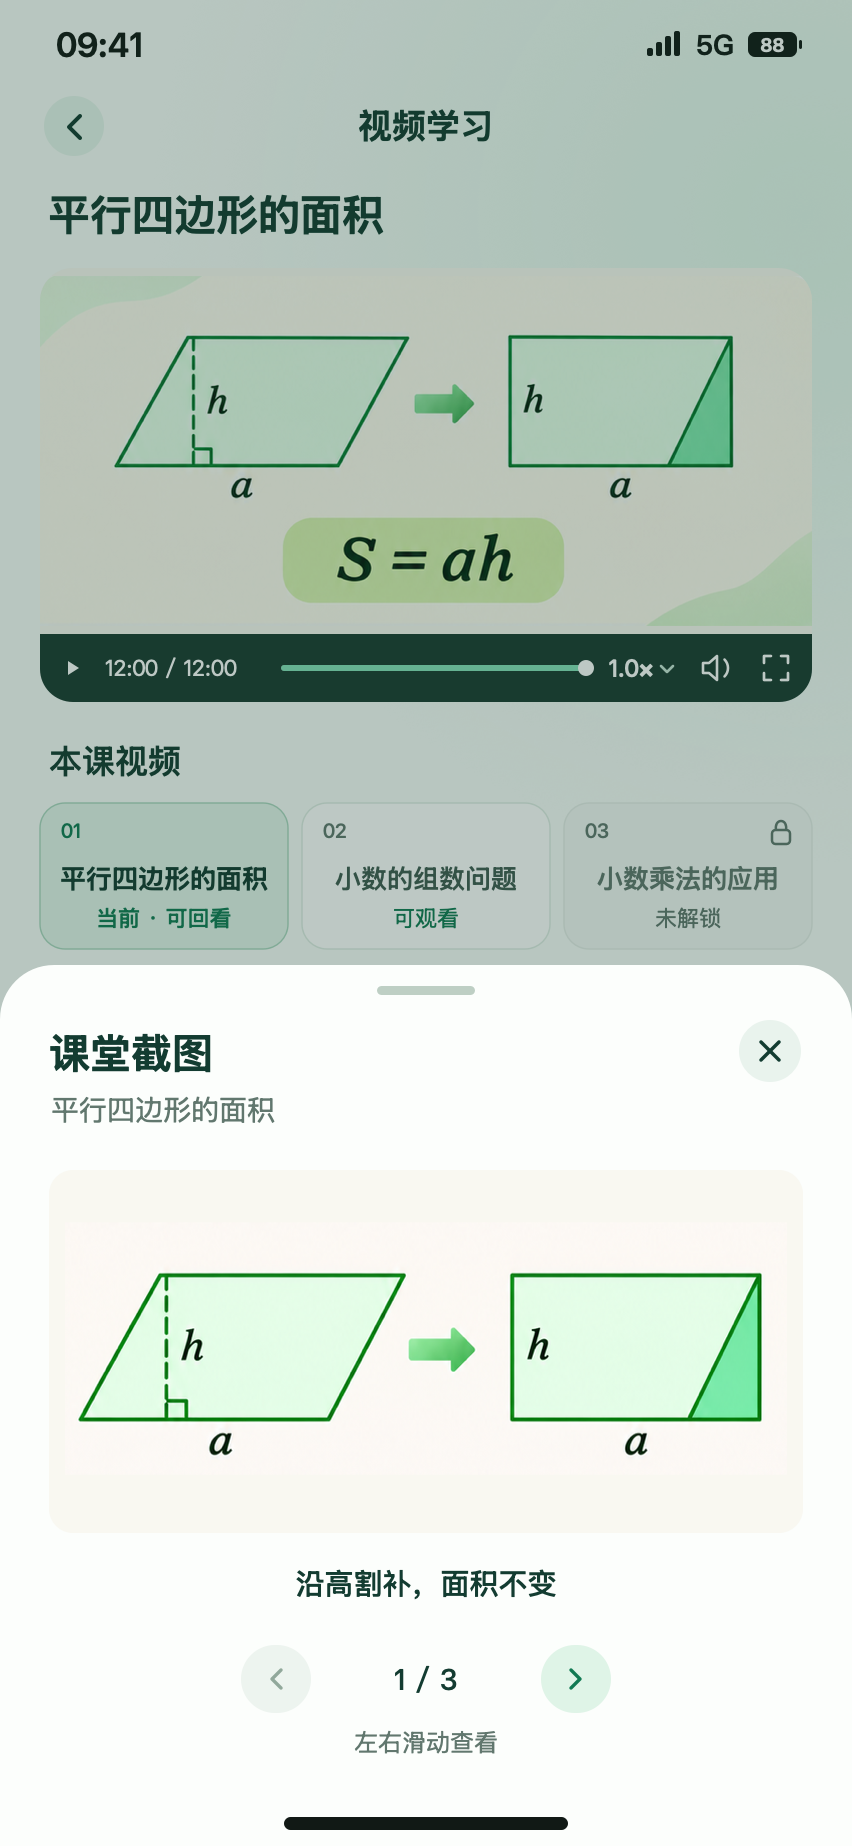 09:41
5G 88
视频学习
平行四边形的面积
h
h
a
a
S = ah
12:00 / 12:00
1.0×
本课视频
01
平行四边形的面积
当前 · 可回看
02
小数的组数问题
可观看
03
小数乘法的应用
未解锁
课堂截图
平行四边形的面积
h
h
a
a
沿高割补，面积不变
1 / 3
左右滑动查看